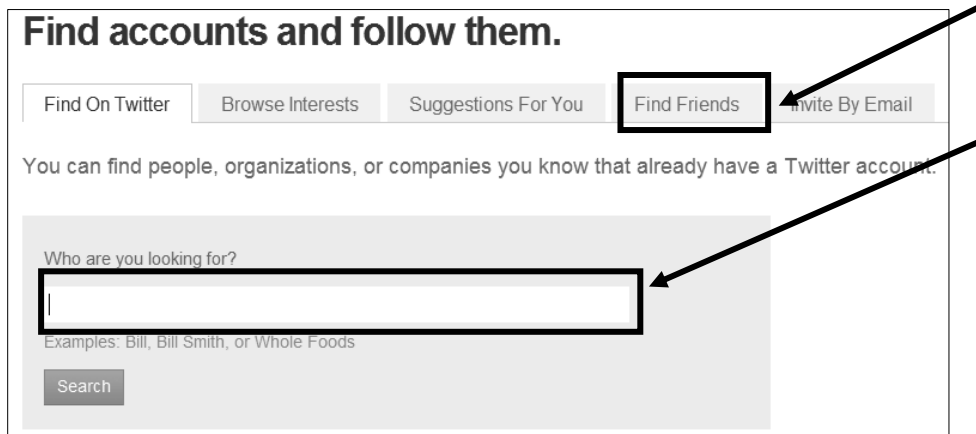 Find accounts and follow them.
Find On Twitter Browse Interests Suggestions For You Find Friends Invite By Email
You can find people, organizations, or companies you know that already have a Twitter account.
Who are you looking for?
Examples: Bill, Bill Smith, or Whole Foods
Search